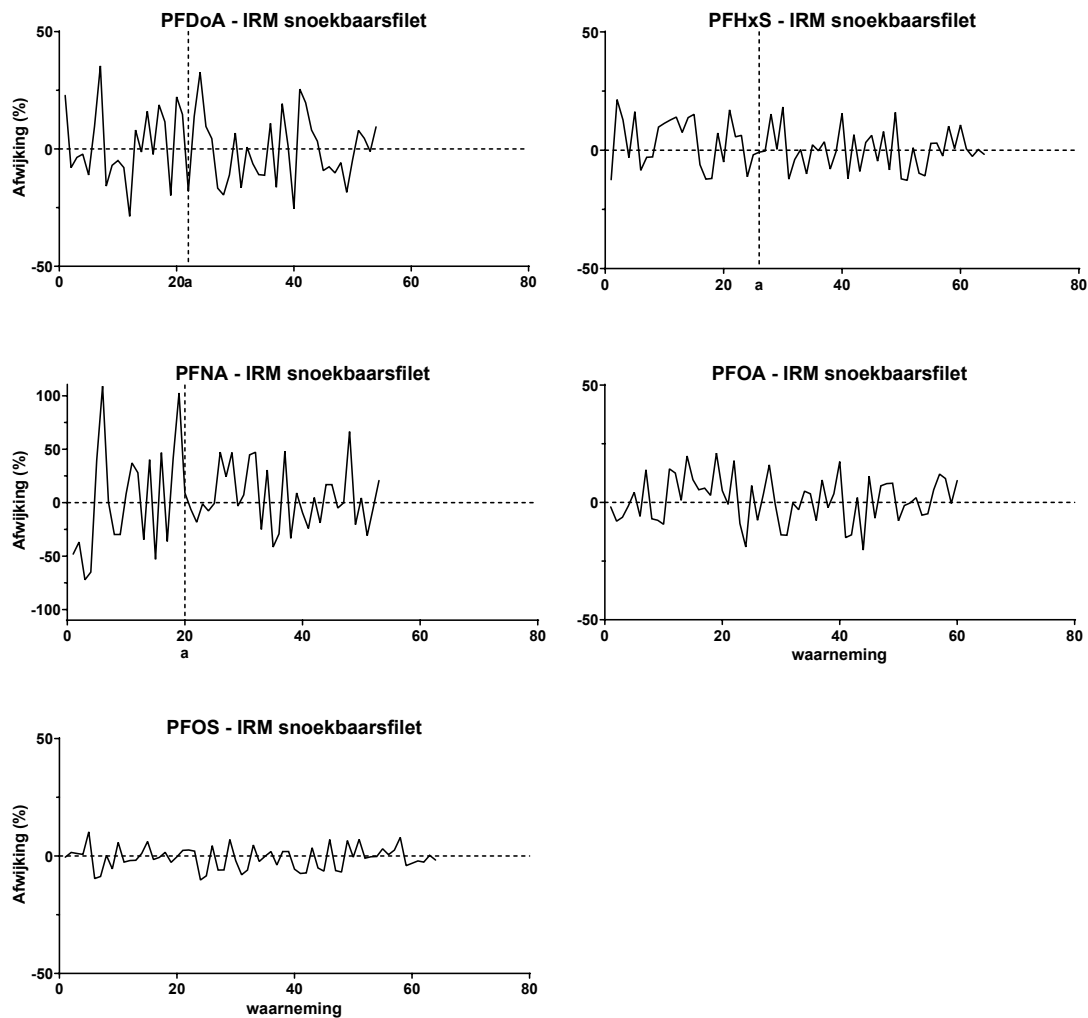 PFDoA - IRM snoekbaarsfilet
Afwijking (%)
50
0
-50
0 20 a 40 60 80
PFHxS - IRM snoekbaarsfilet
50
0
-50
0 20 a 40 60 80
PFNA - IRM snoekbaarsfilet
Afwijking (%)
100
50
0
-50
-100
0 20 40 60 80
a
PFOA - IRM snoekbaarsfilet
50
0
-50
0 20 40 60 80
waarneming
PFOS - IRM snoekbaarsfilet
Afwijking (%)
50
0
-50
0 20 40 60 80
waarneming